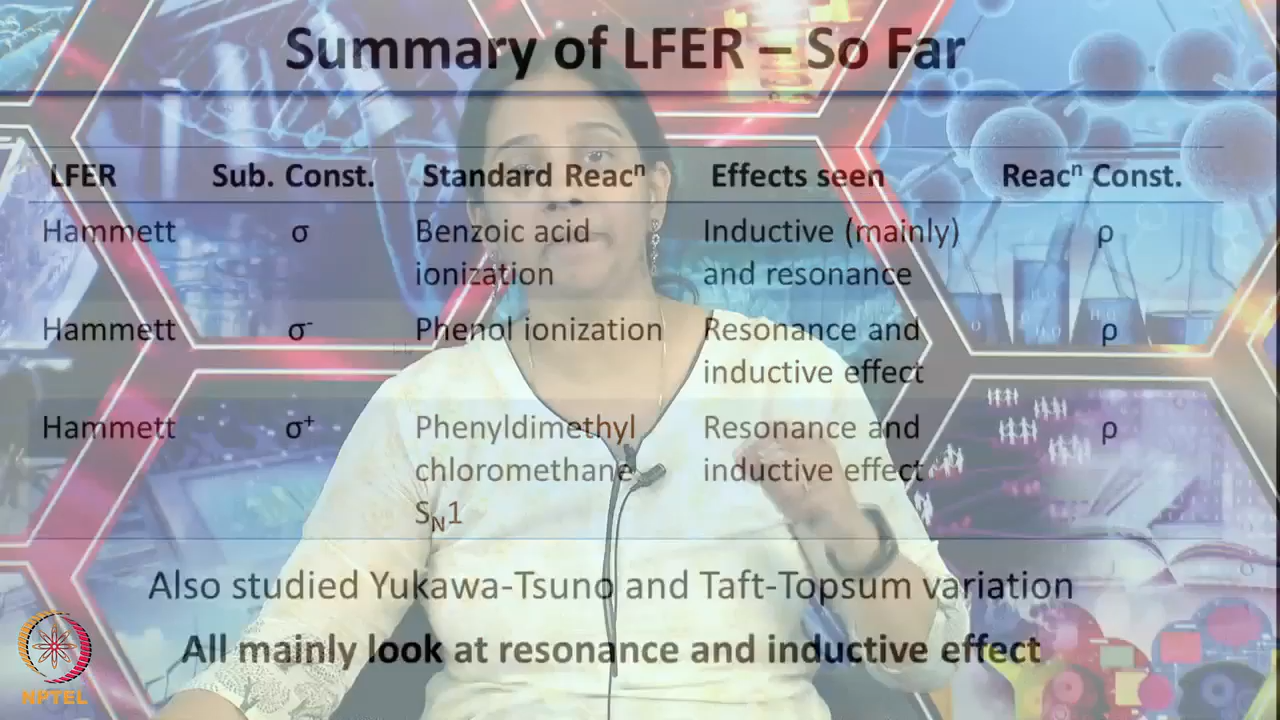 Summary of LFER – So Far
LFER Sub. Const. Standard Reacⁿ Effects seen Reacⁿ Const.
Hammett σ Benzoic acid Inductive (mainly) ρ
ionization and resonance
Hammett σ⁻ Phenol ionization Resonance and ρ
inductive effect
Hammett σ⁺ Phenyldimethyl Resonance and ρ
chloromethane inductive effect
S_N1
Also studied Yukawa-Tsuno and Taft-Topsum variation
All mainly look at resonance and inductive effect
NPTEL